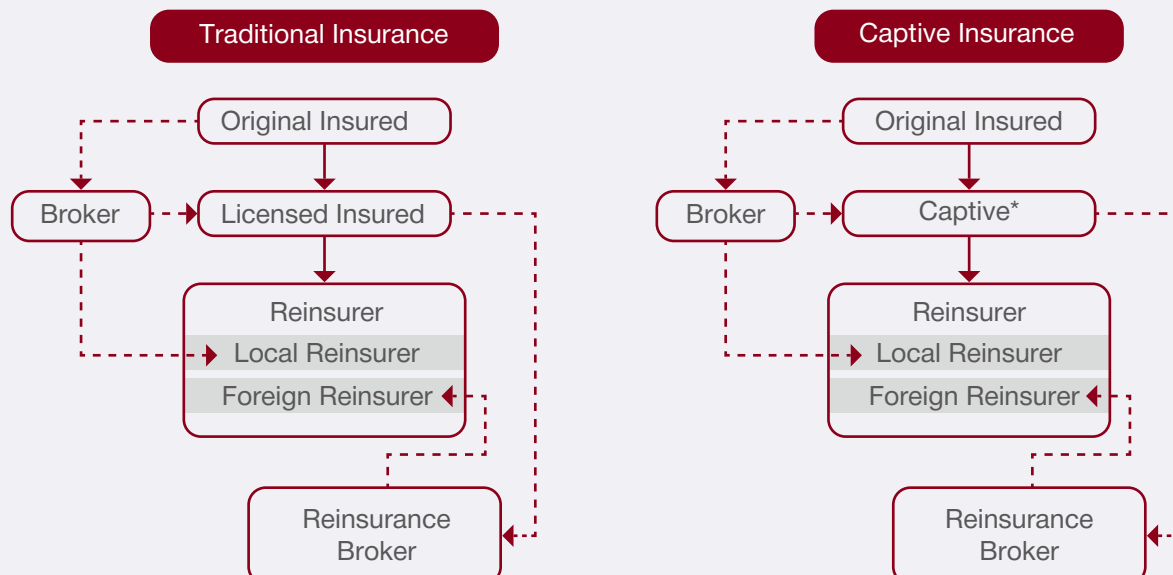 Traditional Insurance
Original Insured
Broker
Licensed Insured
Reinsurer
Local Reinsurer
Foreign Reinsurer
Reinsurance
Broker
Captive Insurance
Original Insured
Broker
Captive*
Reinsurer
Local Reinsurer
Foreign Reinsurer
Reinsurance
Broker